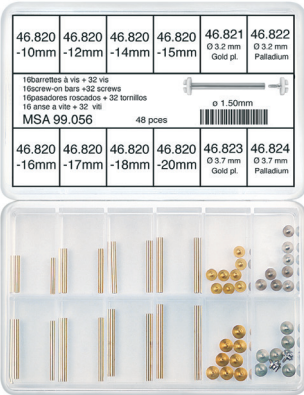 46.820 46.820 46.820 46.820 46.821 46.822
-10mm -12mm -14mm -15mm Ø 3.2 mm Ø 3.2 mm
Gold pl. Palladium
16barrettes à vis + 32 vis
16screw-on bars +32 screws
16pasadores roscados + 32 tornillos
16 anse a vite + 32 viti
ø 1.50mm
MSA 99.056 48 pces
46.820 46.820 46.820 46.820 46.823 46.824
-16mm -17mm -18mm -20mm Ø 3.7 mm Ø 3.7 mm
Gold pl. Palladium